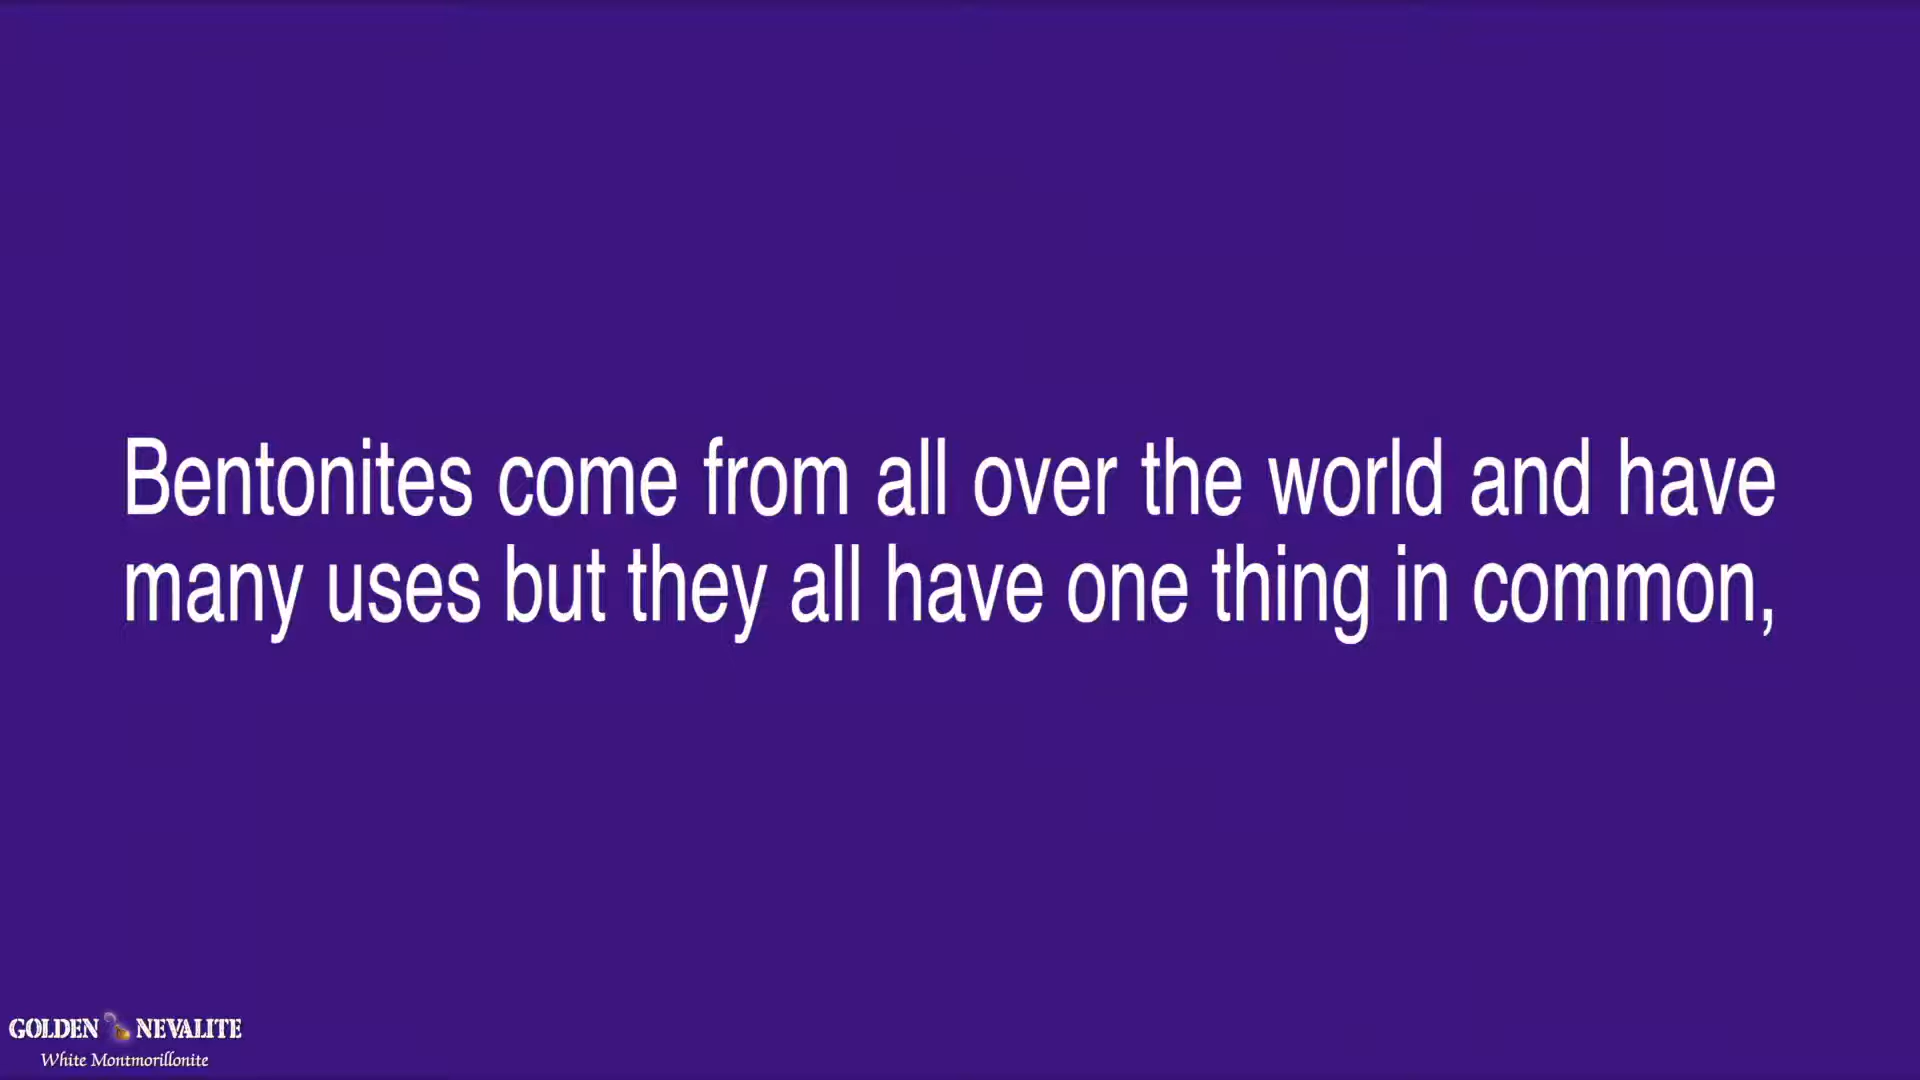 Bentonites come from all over the world and have
many uses but they all have one thing in common,
GOLDEN NEVALITE
White Montmorillonite